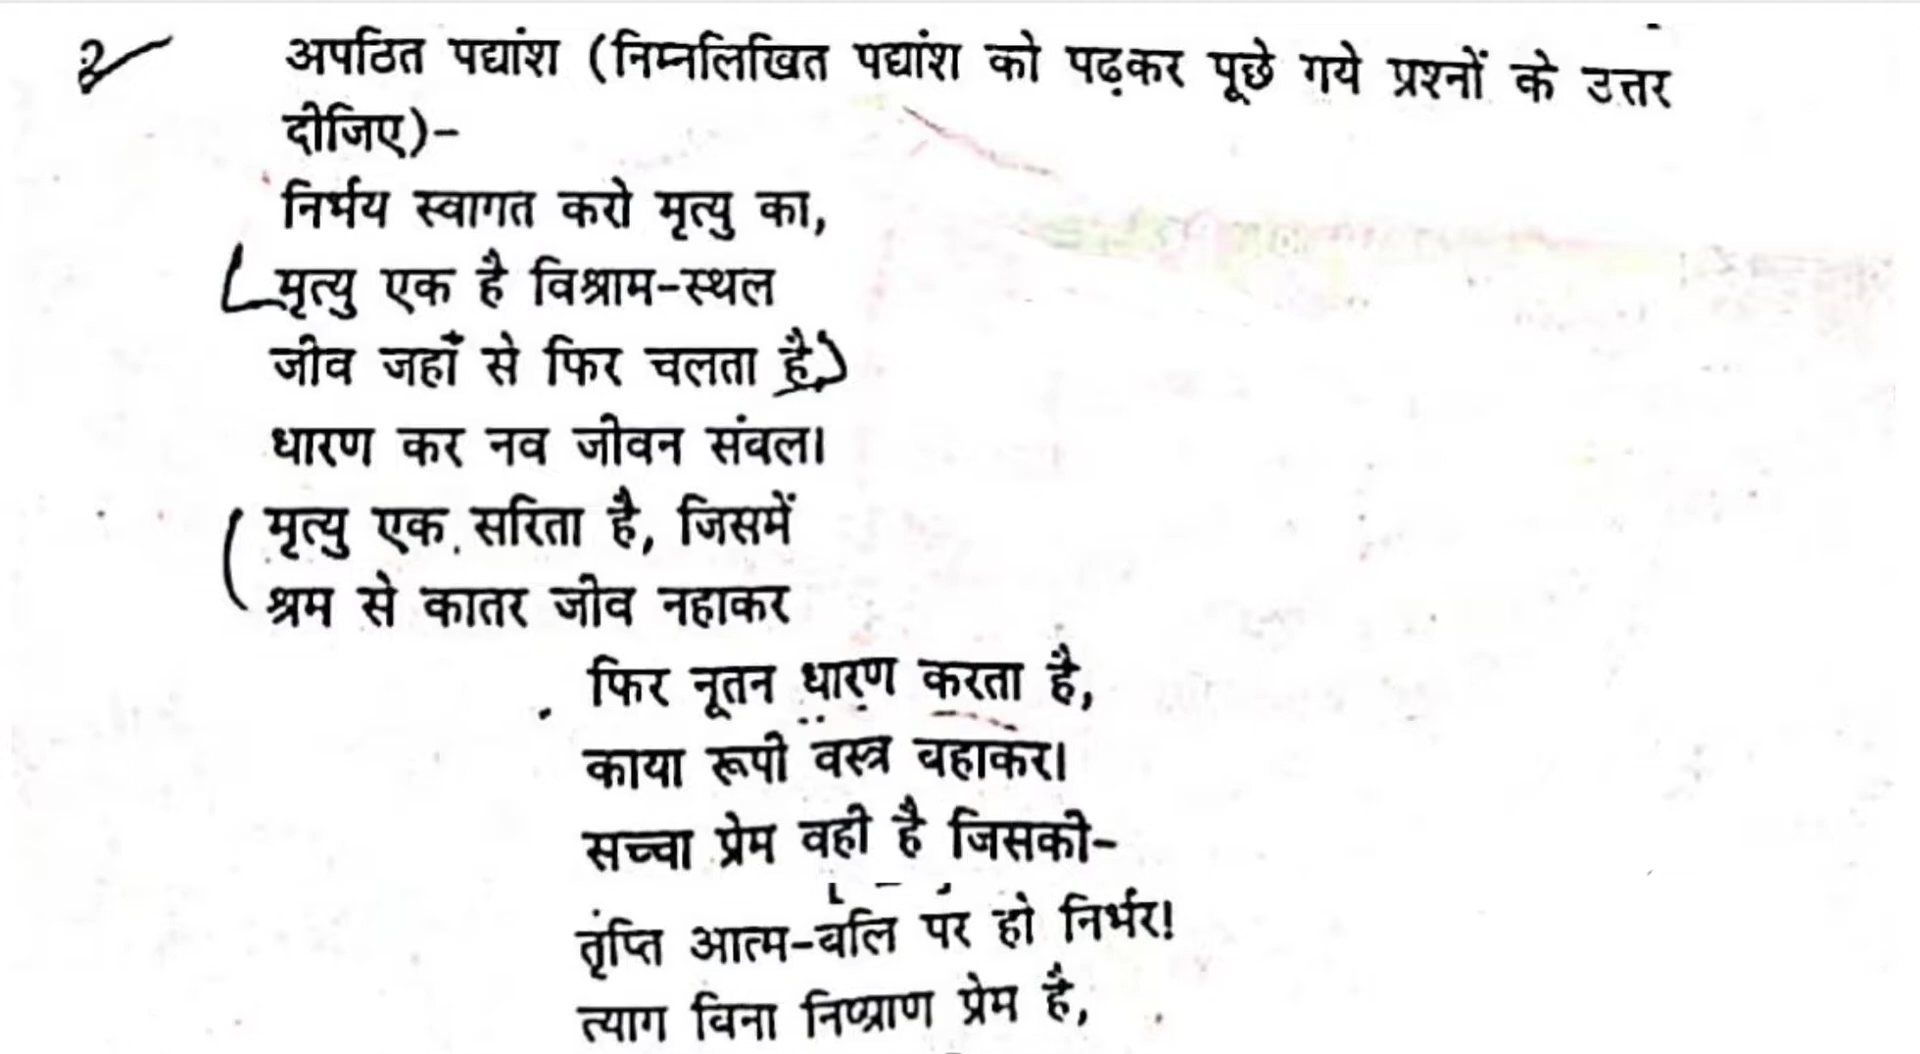 2
अपठित पद्यांश (निम्नलिखित पद्यांश को पढ़कर पूछे गये प्रश्नों के उत्तर
दीजिए)-
निर्भय स्वागत करो मृत्यु का,
मृत्यु एक है विश्राम-स्थल
जीव जहाँ से फिर चलता है,
धारण कर नव जीवन संबल।
मृत्यु एक सरिता है, जिसमें
श्रम से कातर जीव नहाकर
फिर नूतन धारण करता है,
काया रूपी वस्त्र बहाकर।
सच्चा प्रेम वही है जिसकी-
तृप्ति आत्म-बलि पर हो निर्भर!
त्याग बिना निष्प्राण प्रेम है,